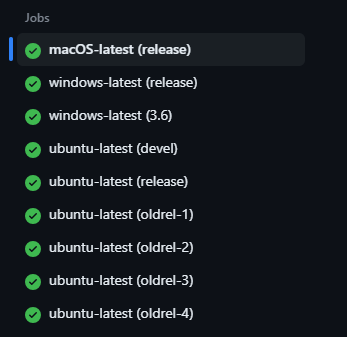 Jobs
macOS-latest (release)
windows-latest (release)
windows-latest (3.6)
ubuntu-latest (devel)
ubuntu-latest (release)
ubuntu-latest (oldrel-1)
ubuntu-latest (oldrel-2)
ubuntu-latest (oldrel-3)
ubuntu-latest (oldrel-4)